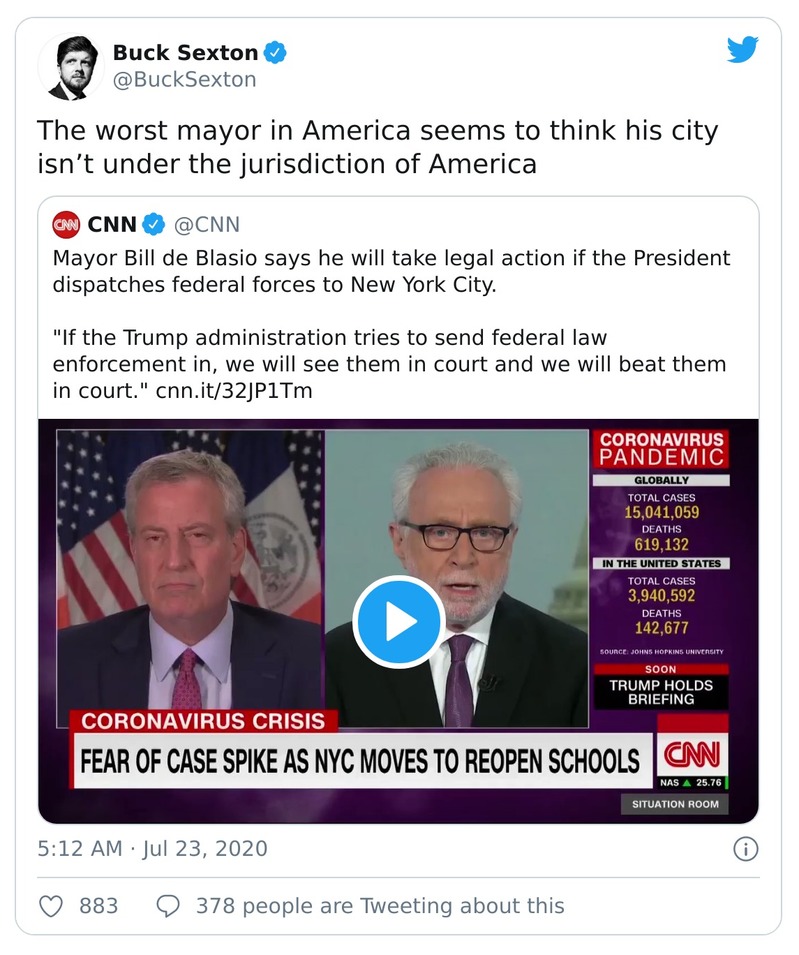 Buck Sexton
@BuckSexton
The worst mayor in America seems to think his city
isn’t under the jurisdiction of America
CNN
CNN @CNN
Mayor Bill de Blasio says he will take legal action if the President
dispatches federal forces to New York City.
"If the Trump administration tries to send federal law
enforcement in, we will see them in court and we will beat them
in court." cnn.it/32JP1Tm
CORONAVIRUS
PANDEMIC
GLOBALLY
TOTAL CASES
15,041,059
DEATHS
619,132
IN THE UNITED STATES
TOTAL CASES
3,940,592
DEATHS
142,677
SOURCE: JOHNS HOPKINS UNIVERSITY
SOON
TRUMP HOLDS
BRIEFING
CORONAVIRUS CRISIS
FEAR OF CASE SPIKE AS NYC MOVES TO REOPEN SCHOOLS
CNN
NAS ▲ 25.76
SITUATION ROOM
5:12 AM · Jul 23, 2020
883
378 people are Tweeting about this